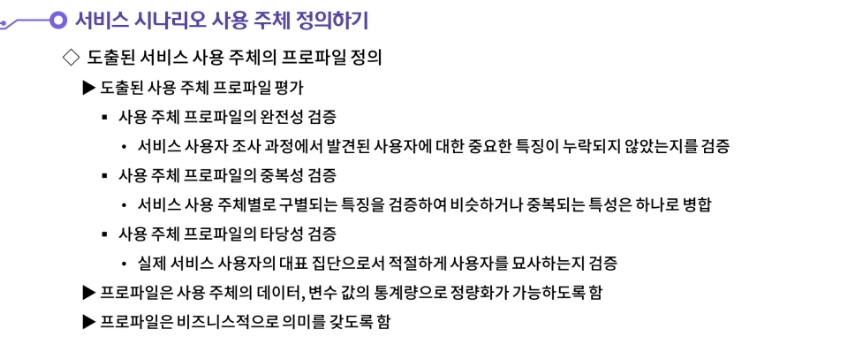 서비스 시나리오 사용 주체 정의하기
◇ 도출된 서비스 사용 주체의 프로파일 정의
▶ 도출된 사용 주체 프로파일 평가
▪ 사용 주체 프로파일의 완전성 검증
• 서비스 사용자 조사 과정에서 발견된 사용자에 대한 중요한 특징이 누락되지 않았는지를 검증
▪ 사용 주체 프로파일의 중복성 검증
• 서비스 사용 주체별로 구별되는 특징을 검증하여 비슷하거나 중복되는 특성은 하나로 병합
▪ 사용 주체 프로파일의 타당성 검증
• 실제 서비스 사용자의 대표 집단으로서 적절하게 사용자를 묘사하는지 검증
▶ 프로파일은 사용 주체의 데이터, 변수 값의 통계량으로 정량화가 가능하도록 함
▶ 프로파일은 비즈니스적으로 의미를 갖도록 함